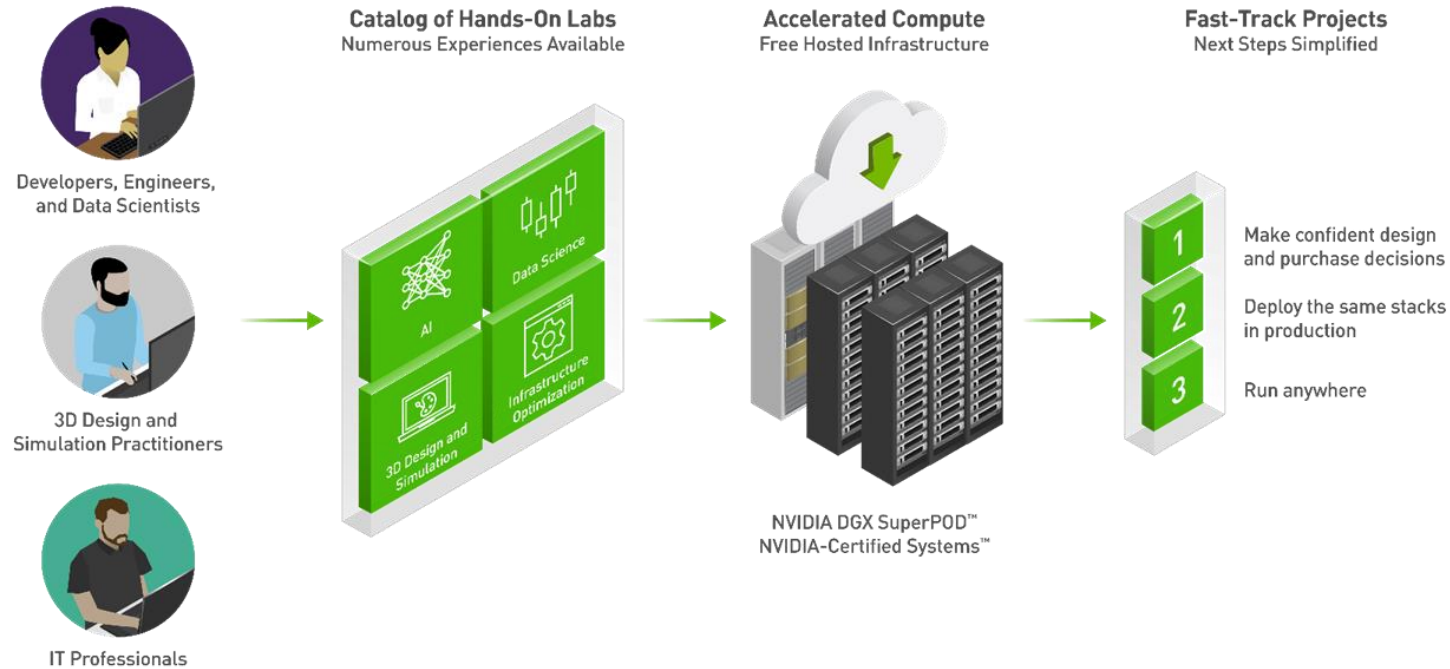 Developers, Engineers,
and Data Scientists
3D Design and
Simulation Practitioners
IT Professionals
Catalog of Hands-On Labs
Numerous Experiences Available
AI
Data Science
3D Design and
Simulation
Infrastructure
Optimization
Accelerated Compute
Free Hosted Infrastructure
NVIDIA DGX SuperPOD™
NVIDIA-Certified Systems™
Fast-Track Projects
Next Steps Simplified
1
Make confident design
and purchase decisions
2
Deploy the same stacks
in production
3
Run anywhere